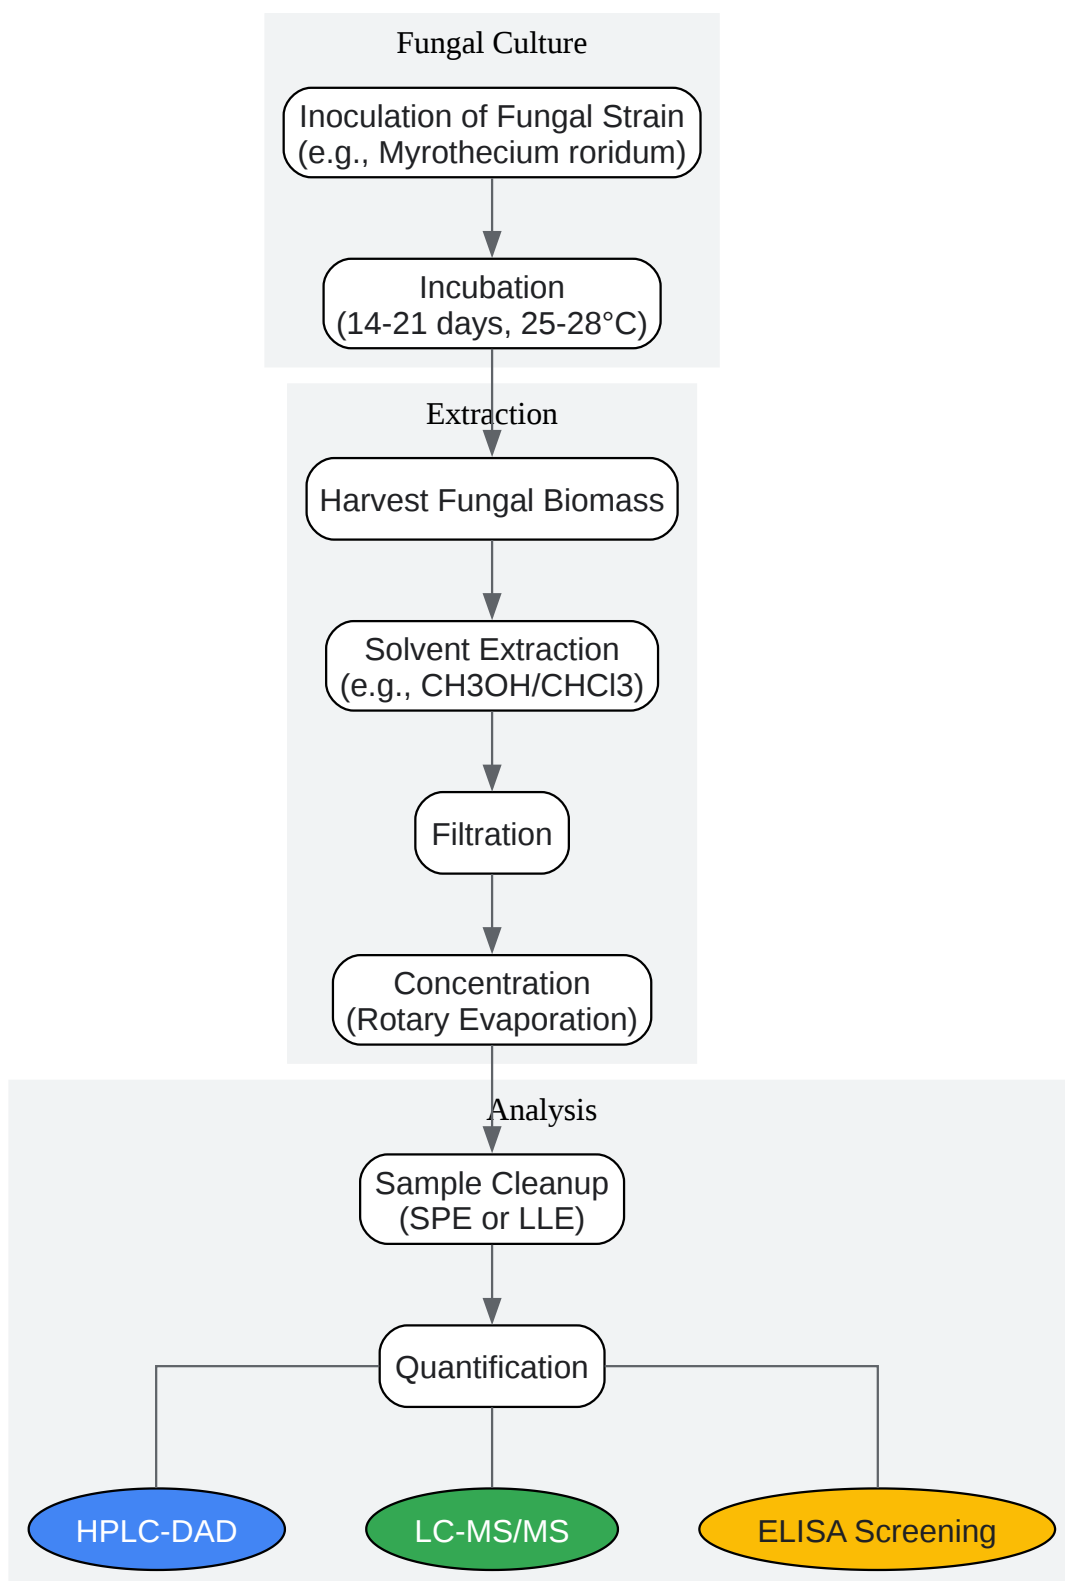 Fungal Culture
Inoculation of Fungal Strain
(e.g., Myrothecium roridum)
Incubation
(14-21 days, 25-28°C)
Extraction
Harvest Fungal Biomass
Solvent Extraction
(e.g., CH3OH/CHCl3)
Filtration
Concentration
(Rotary Evaporation)
Analysis
Sample Cleanup
(SPE or LLE)
Quantification
HPLC-DAD
LC-MS/MS
ELISA Screening